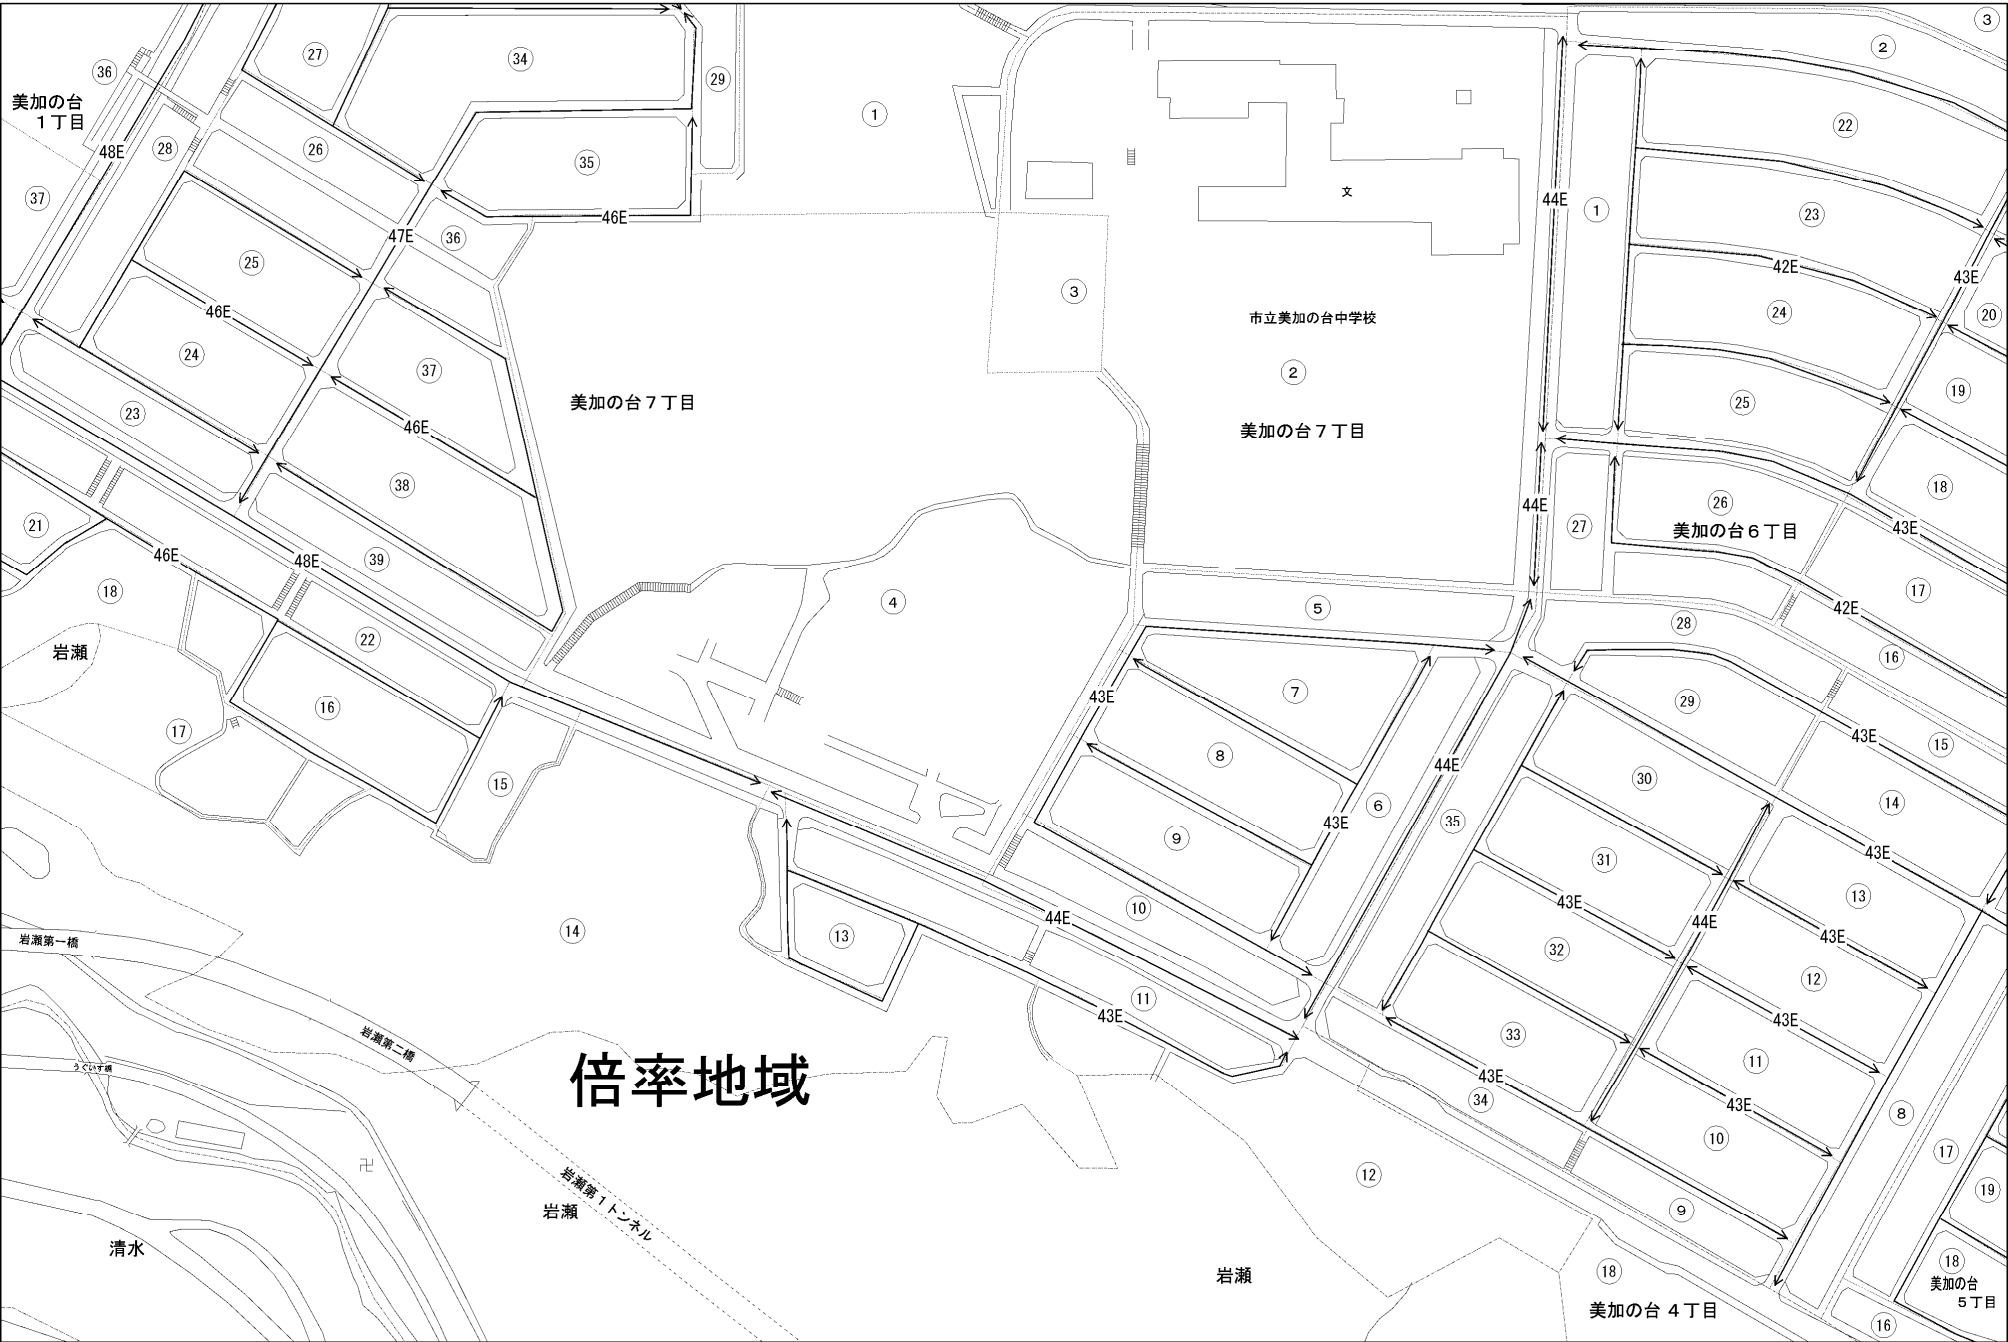 3
2
27
34
29
36
美加の台
1丁目
1
22
26
28
48E
35
文
37
44E
1
23
46E
36
47E
25
42E
43E
20
3
46E
市立美加の台中学校
24
24
37
2
19
23
美加の台７丁目
46E
美加の台７丁目
25
38
18
21
44E
27
26
美加の台６丁目
43E
46E
48E
39
18
4
5
17
42E
22
28
16
岩瀬
16
7
43E
29
17
43E
15
8
44E
30
15
6
14
9
43E
35
31
43E
13
10
43E
32
44E
43E
12
44E
13
14
岩瀬第一橋
11
43E
33
43E
11
岩瀬第二橋
うぐいす橋
倍率地域
43E
34
43E
8
10
卍
岩瀬第１トンネル
岩瀬
12
17
9
19
清水
岩瀬
18
美加の台４丁目
18
美加の台
５丁目
16